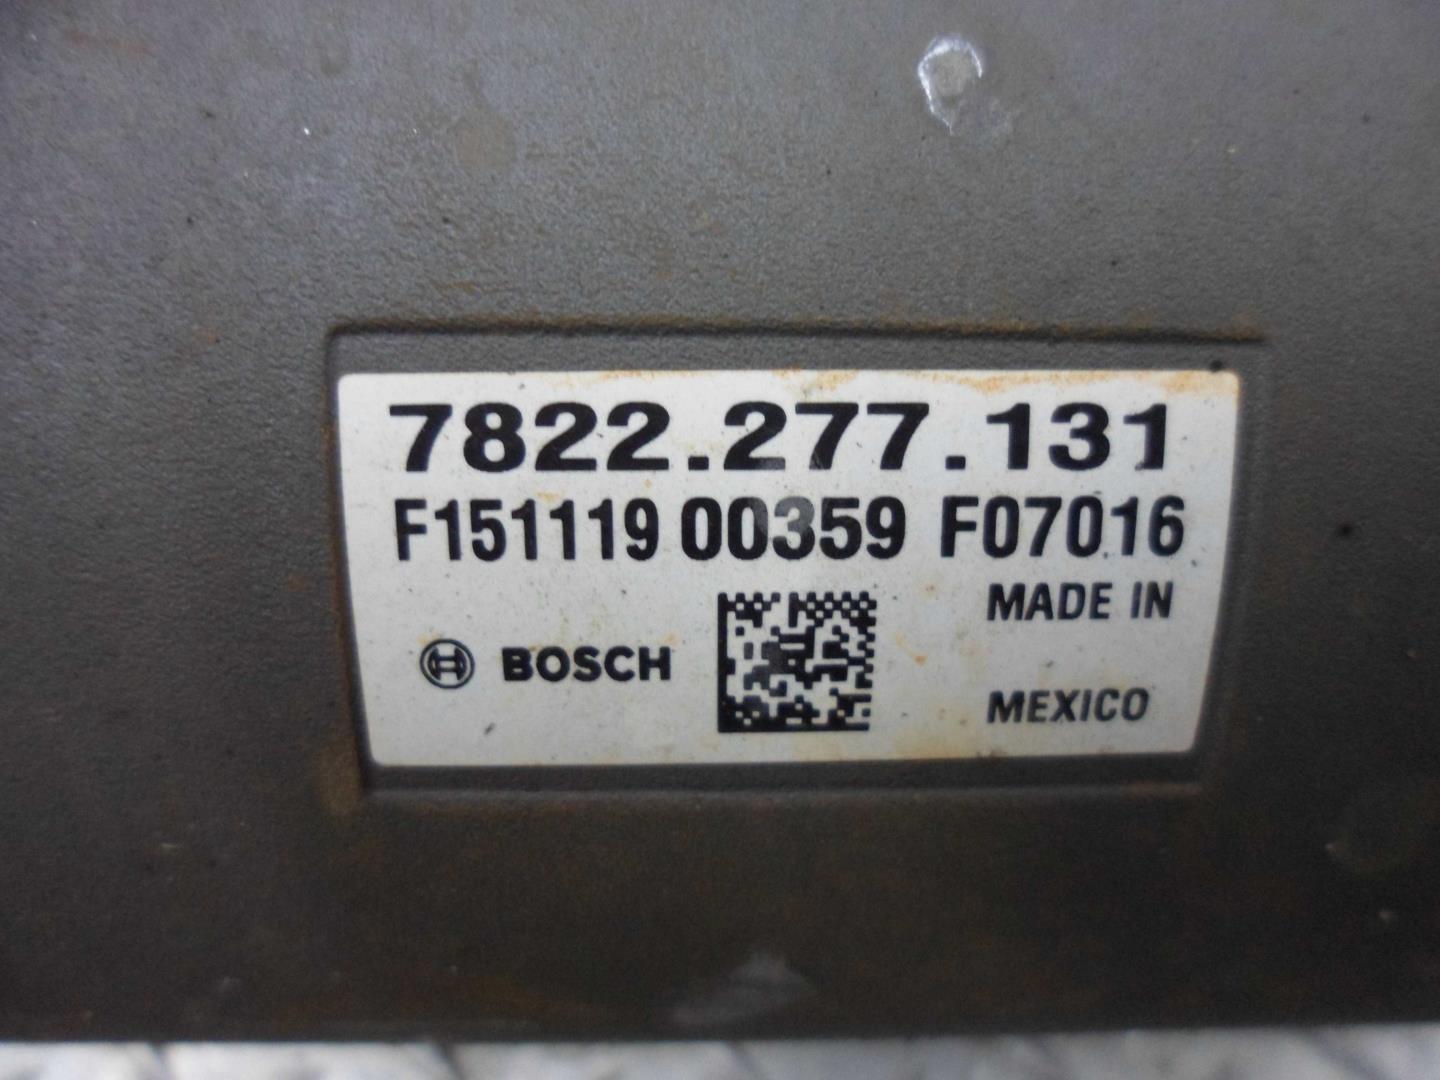 7822.277.131
F151119 00359 F07016
MADE IN
BOSCH
MEXICO